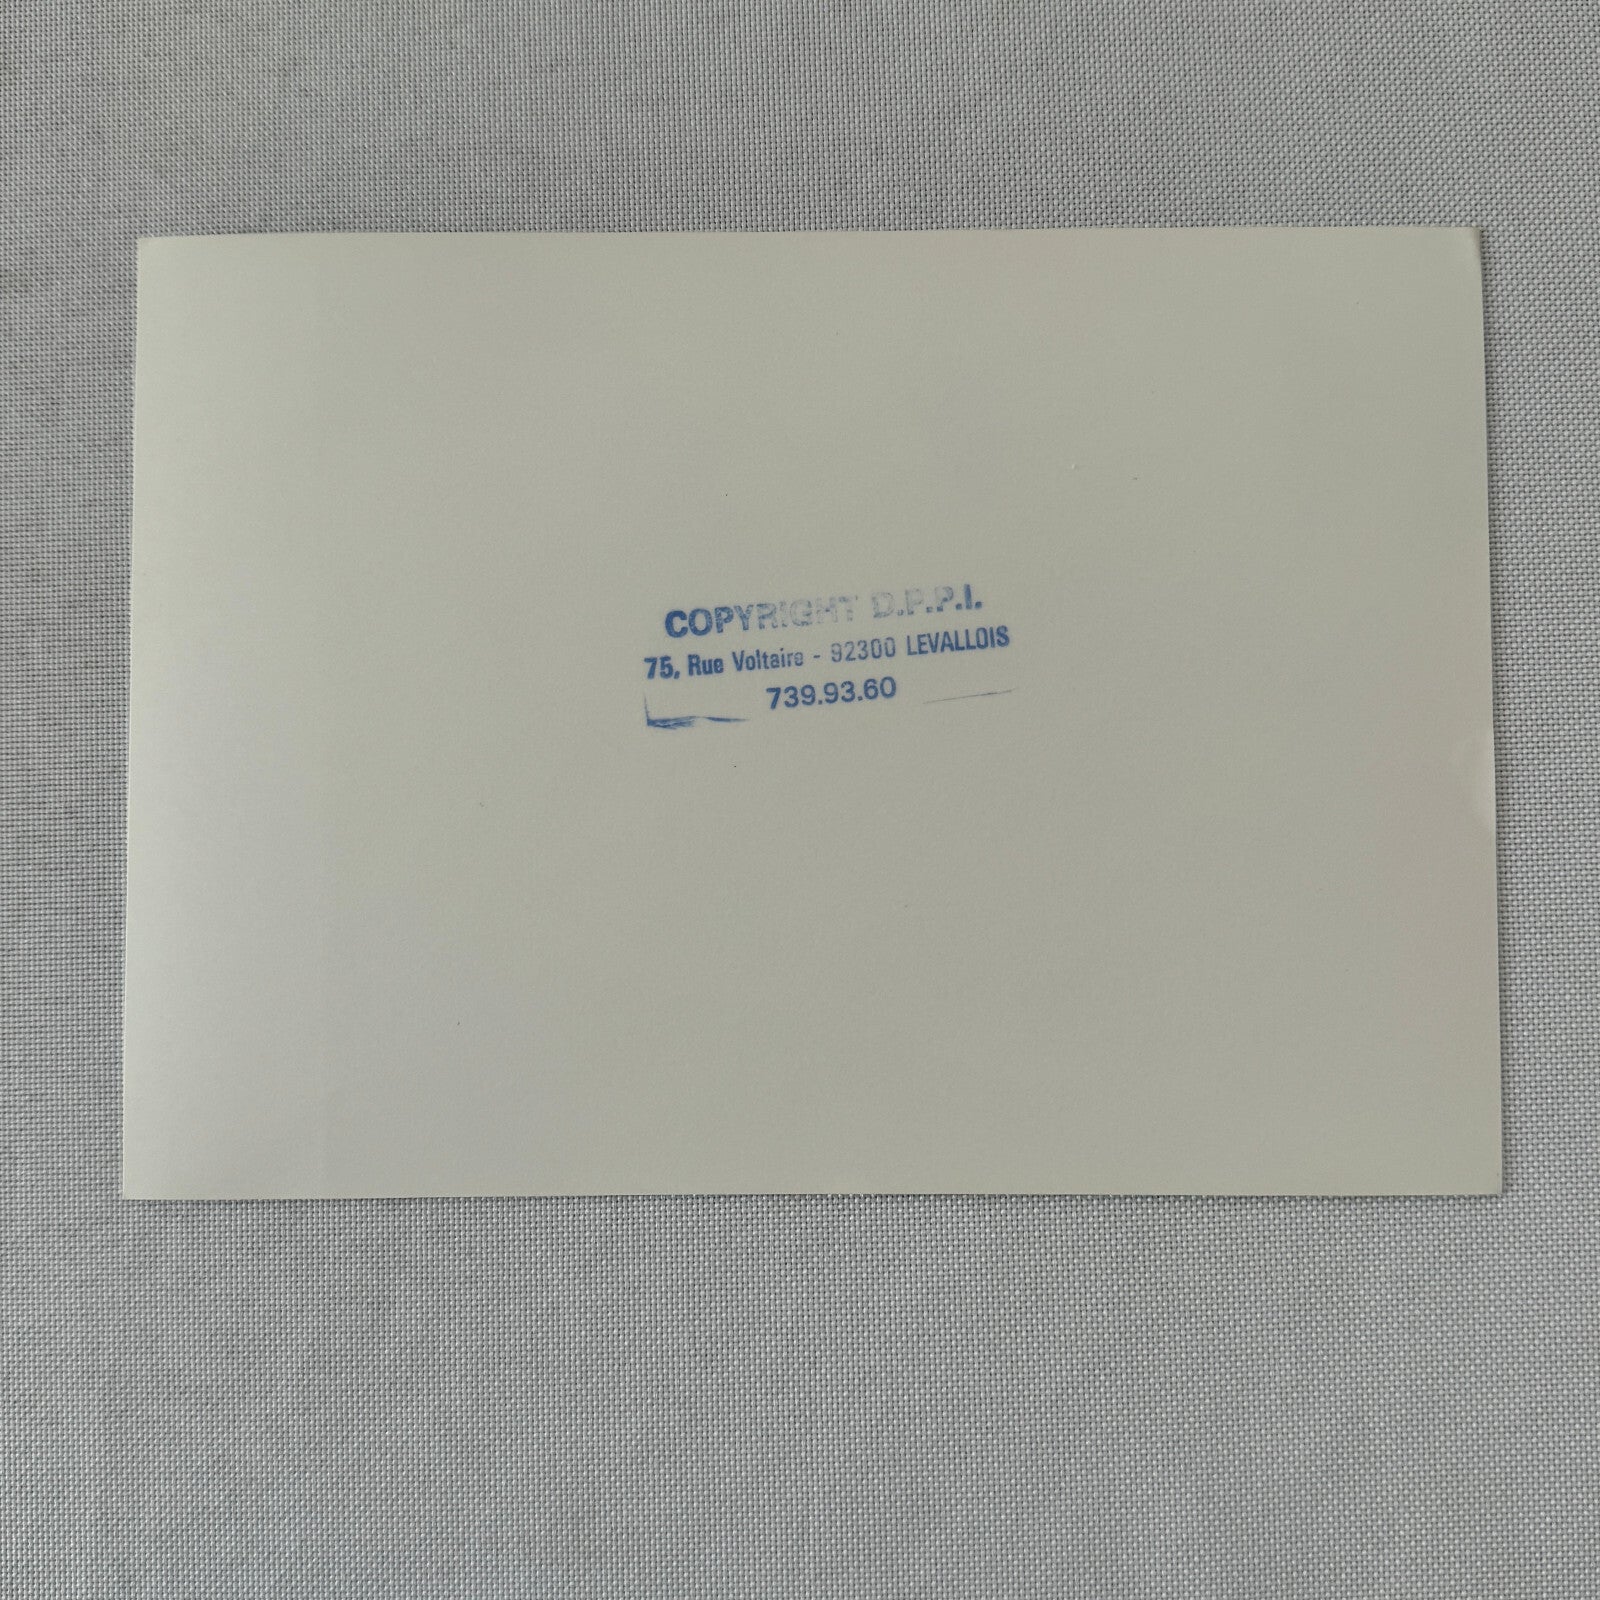 COPYRIGHT D.P.P.I.
75, Rue Voltaire - 92300 LEVALLOIS
739.93.60